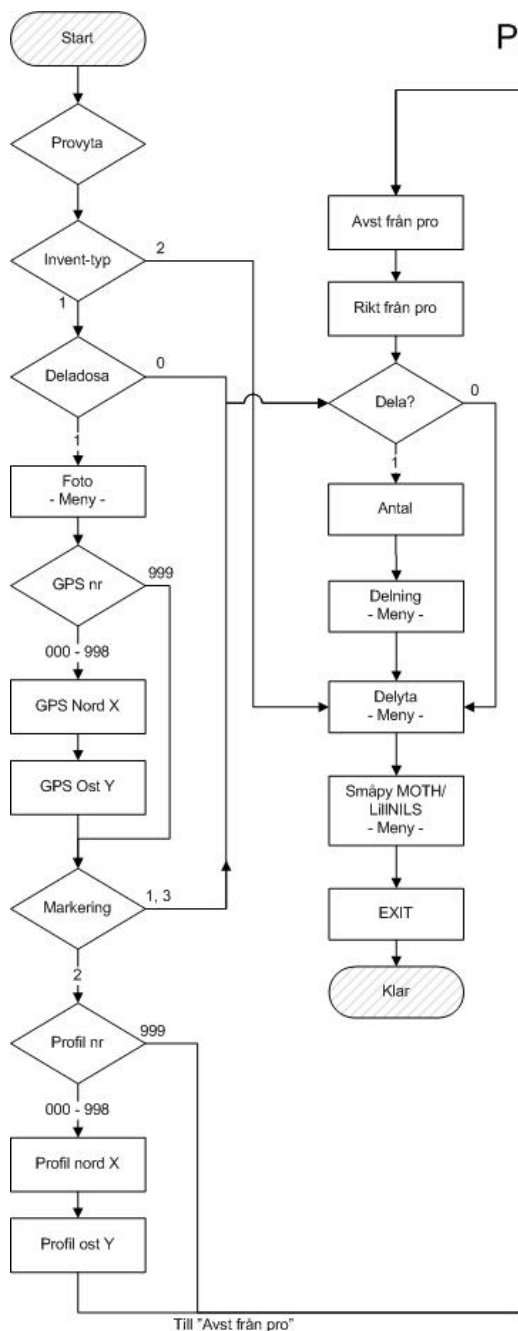 Start
P
Provyta
Invent-typ
2
1
Deladosa
0
1
Foto
- Meny -
GPS nr
999
000 - 998
GPS Nord X
GPS Ost Y
Markering
1, 3
2
Profil nr
999
000 - 998
Profil nord X
Profil ost Y
Till "Avst från pro"
Avst från pro
Rikt från pro
Dela?
0
1
Antal
Delning
- Meny -
Delyta
- Meny -
Småpy MOTH/
LillNILS
- Meny -
EXIT
Klar